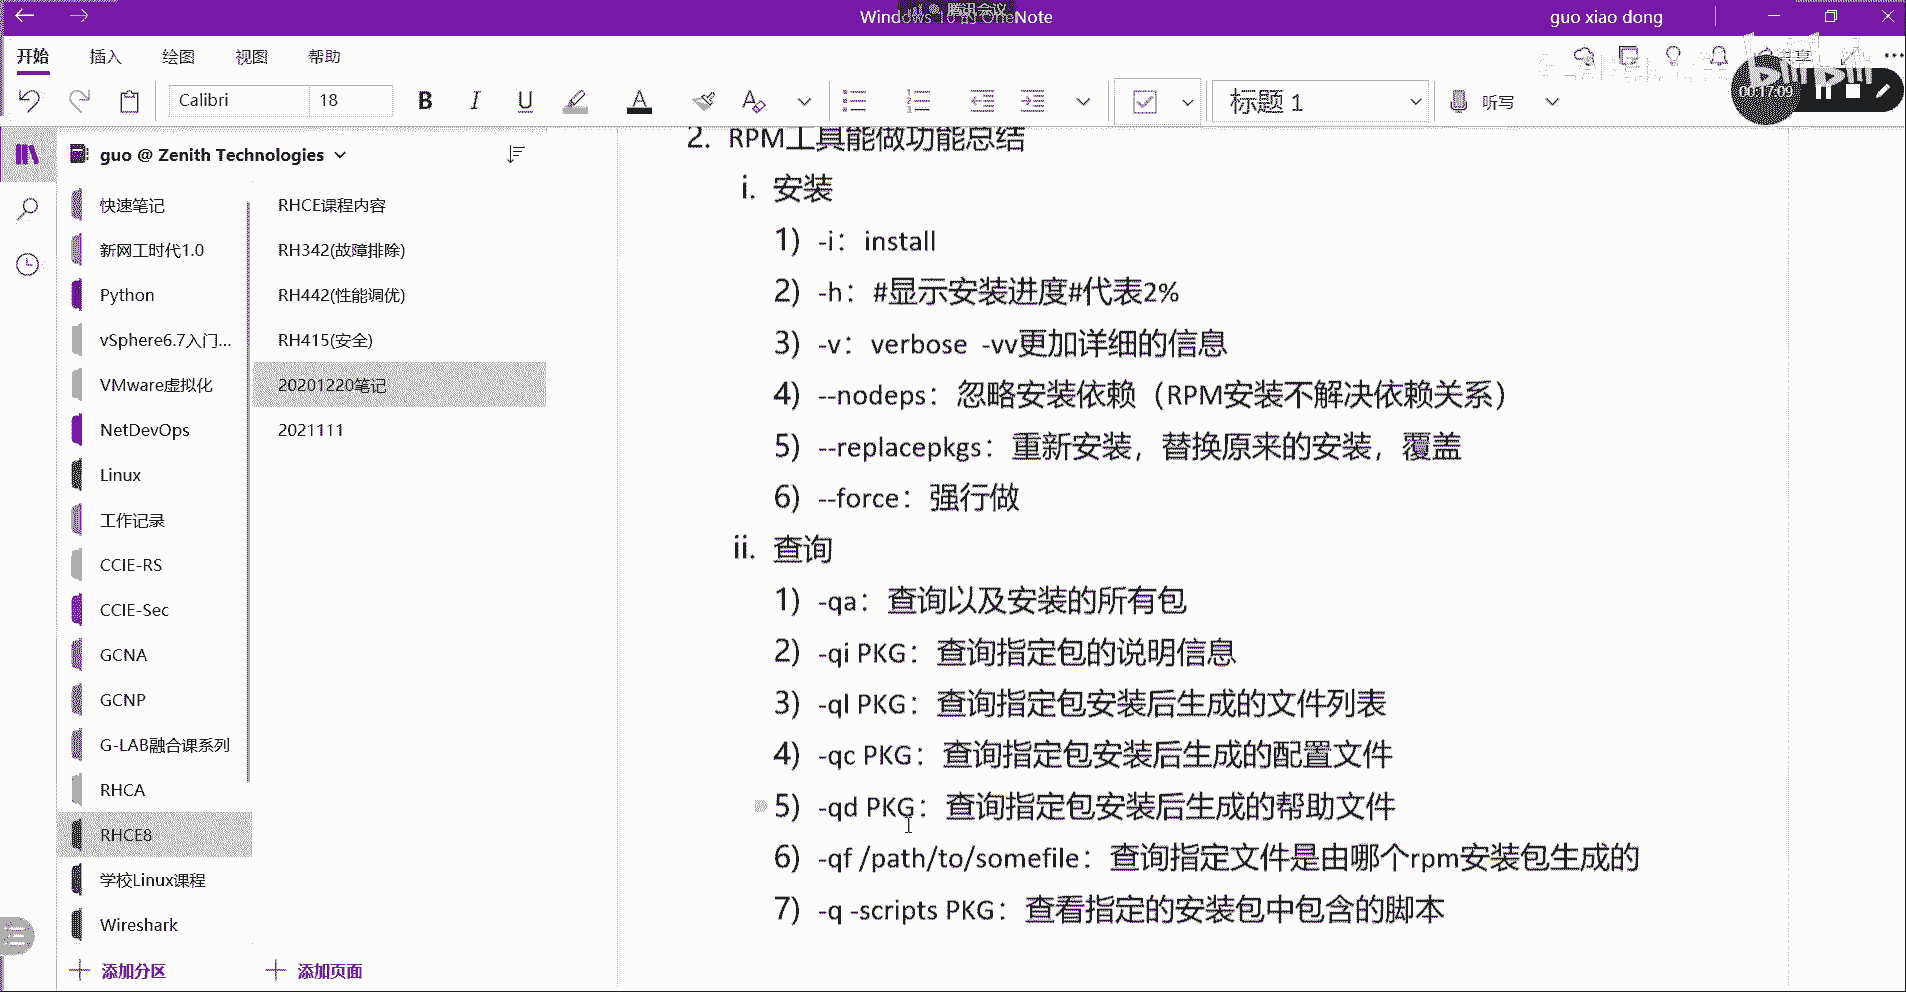 Windows 10 的 OneNote
腾讯会议
guo xiao dong
开始 插入 绘图 视图 帮助
共享
bilibili
00:17:09
Calibri 18 B I U A 标题 1 听写
guo @ Zenith Technologies
快速笔记
新网工时代1.0
Python
vSphere6.7入门...
VMware虚拟化
NetDevOps
Linux
工作记录
CCIE-RS
CCIE-Sec
GCNA
GCNP
G-LAB融合课系列
RHCA
RHCE8
学校Linux课程
Wireshark
添加分区
RHCE课程内容
RH342(故障排除)
RH442(性能调优)
RH415(安全)
20201220笔记
2021111
添加页面
2. RPM工具能做功能总结
i. 安装
1) -i：install
2) -h：#显示安装进度#代表2%
3) -v：verbose -vv更加详细的信息
4) --nodeps：忽略安装依赖（RPM安装不解决依赖关系）
5) --replacepkgs：重新安装，替换原来的安装，覆盖
6) --force：强行做
ii. 查询
1) -qa：查询以及安装的所有包
2) -qi PKG：查询指定包的说明信息
3) -ql PKG：查询指定包安装后生成的文件列表
4) -qc PKG：查询指定包安装后生成的配置文件
5) -qd PKG：查询指定包安装后生成的帮助文件
6) -qf /path/to/somefile：查询指定文件是由哪个rpm安装包生成的
7) -q -scripts PKG：查看指定的安装包中包含的脚本